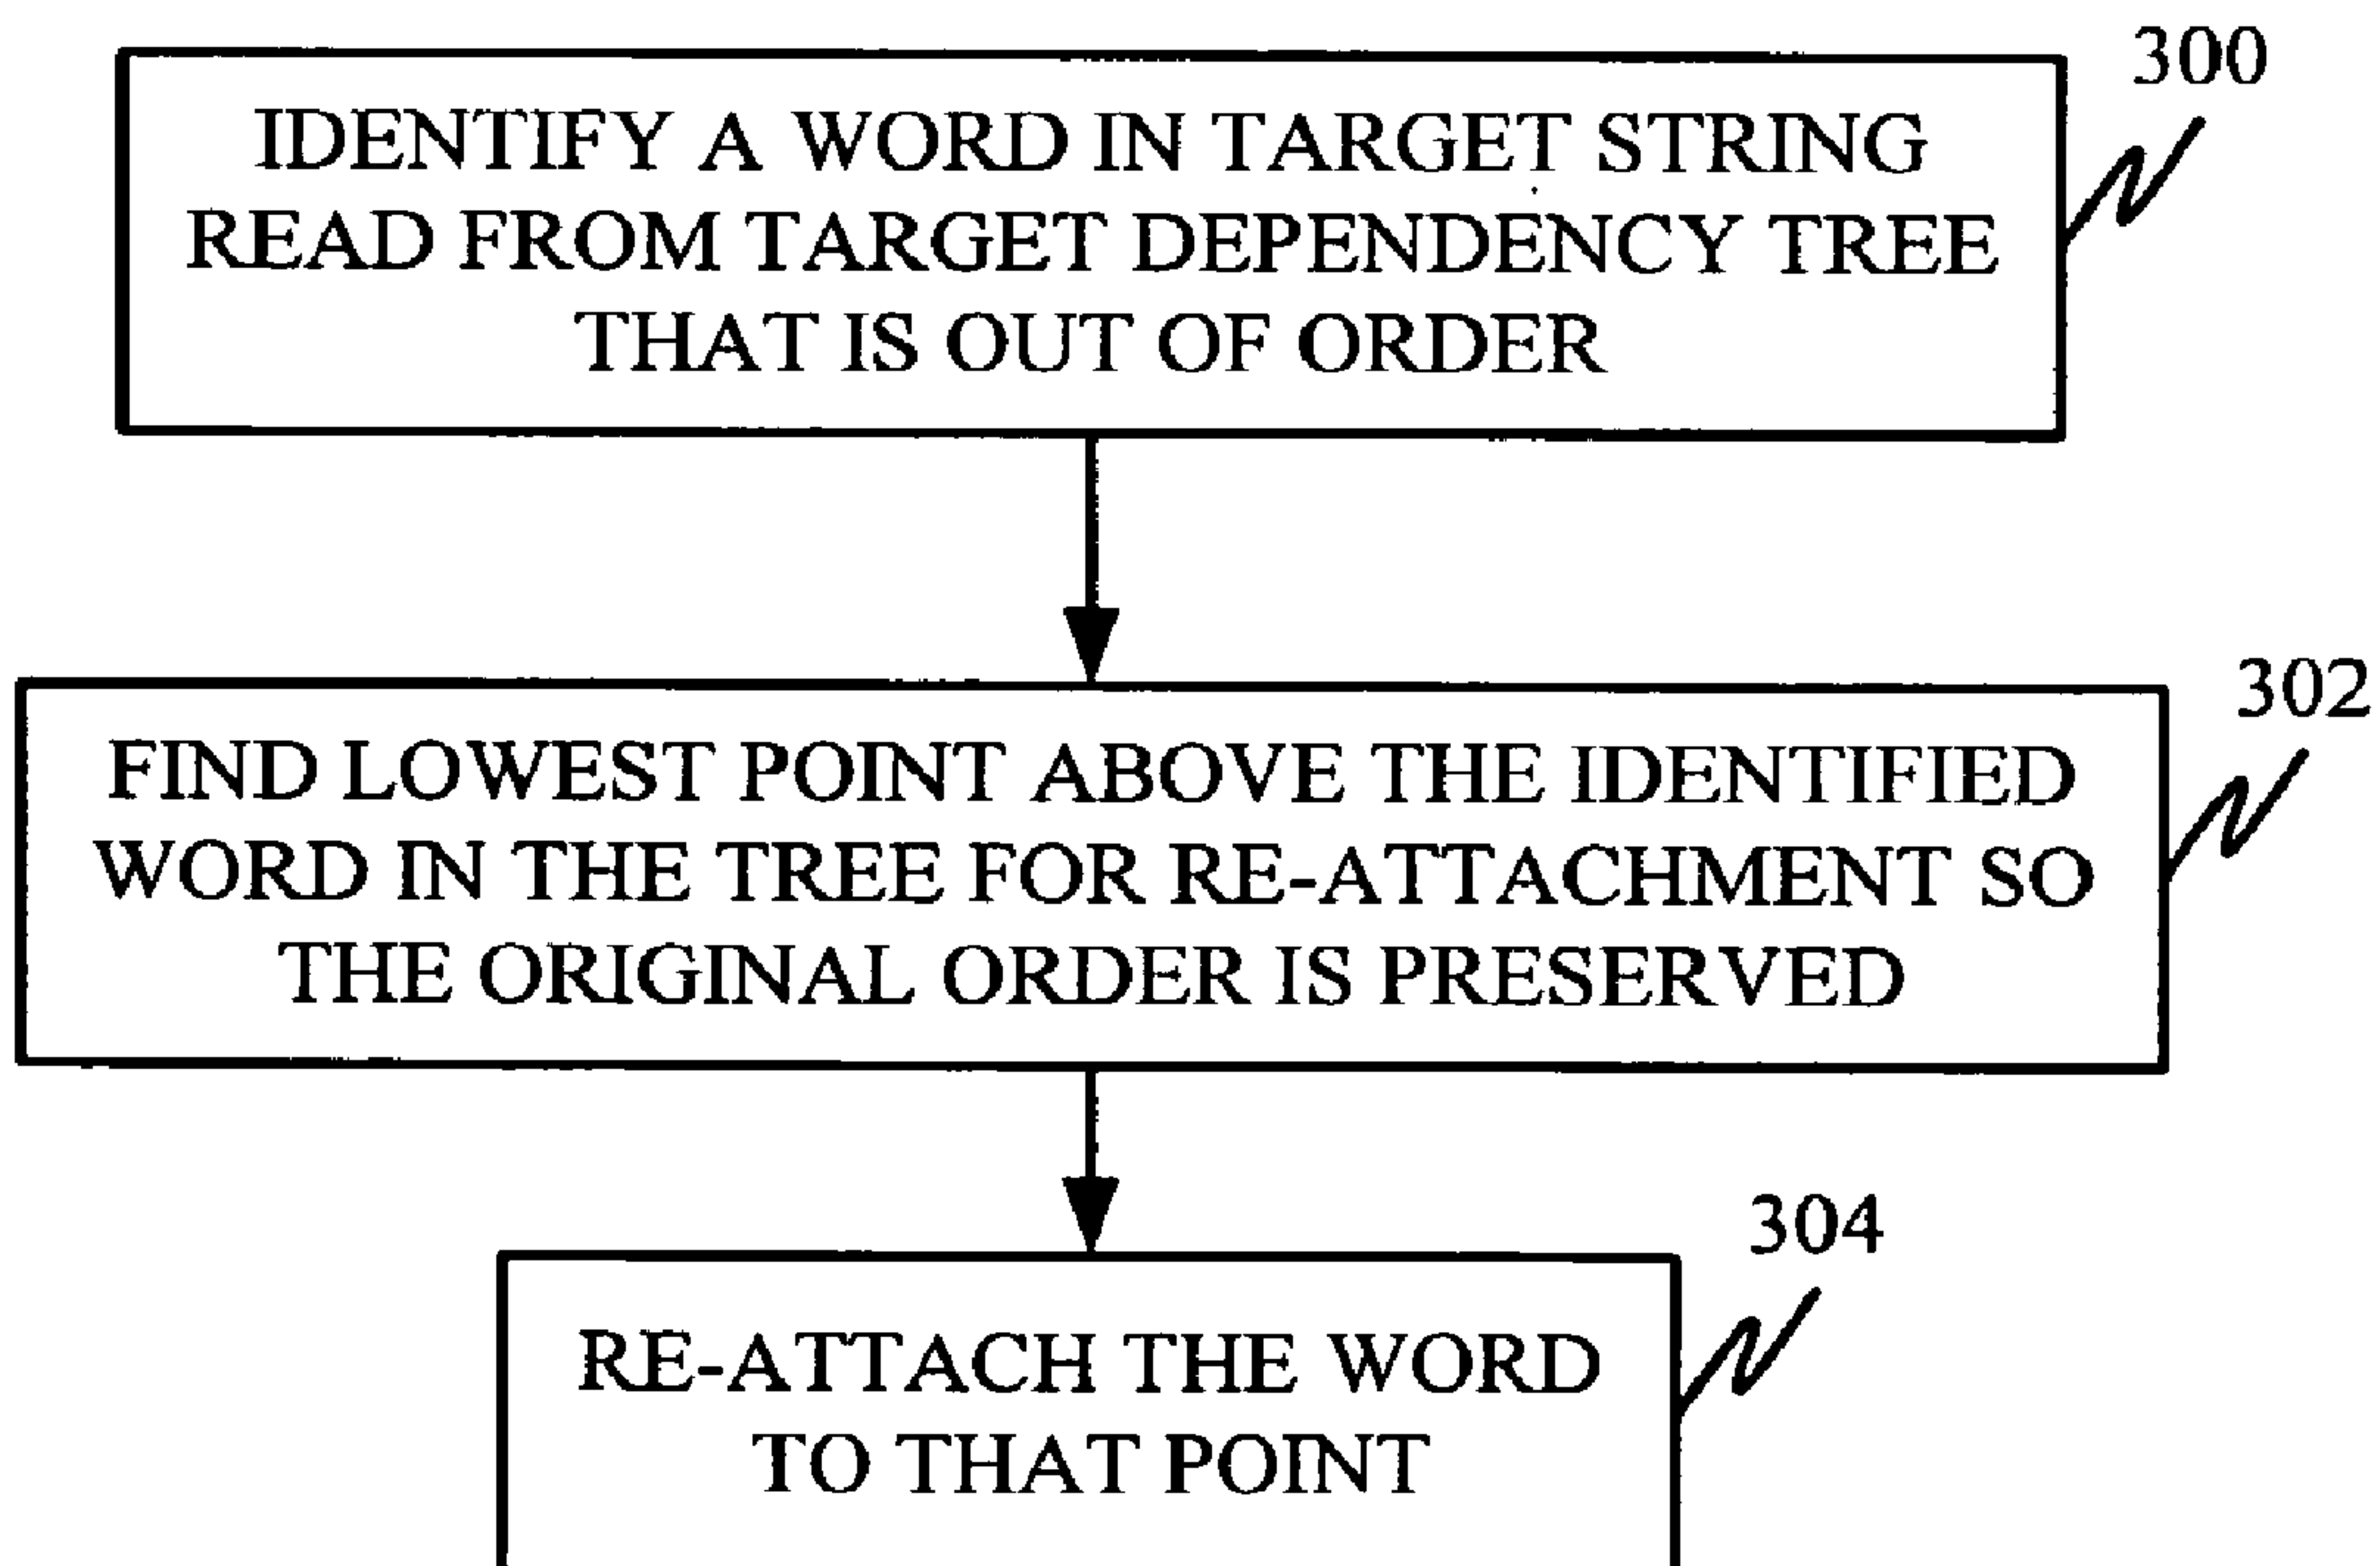 300
IDENTIFY A WORD IN TARGET STRING
READ FROM TARGET DEPENDENCY TREE
THAT IS OUT OF ORDER
302
FIND LOWEST POINT ABOVE THE IDENTIFIED
WORD IN THE TREE FOR RE-ATTACHMENT SO
THE ORIGINAL ORDER IS PRESERVED
304
RE-ATTACH THE WORD
TO THAT POINT